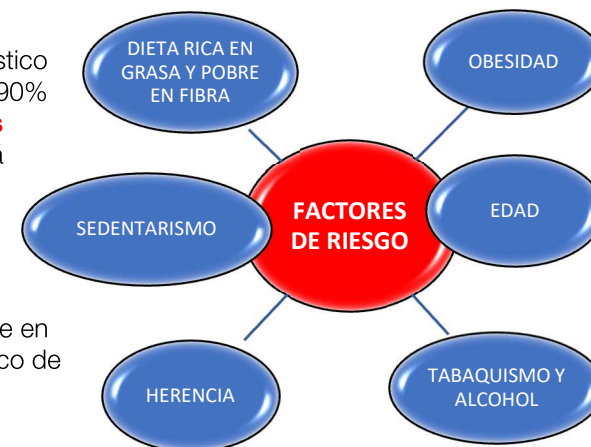 stico
90%
s
á
e en
co de
DIETA RICA EN
GRASA Y POBRE
EN FIBRA
OBESIDAD
SEDENTARISMO
FACTORES
DE RIESGO
EDAD
HERENCIA
TABAQUISMO Y
ALCOHOL